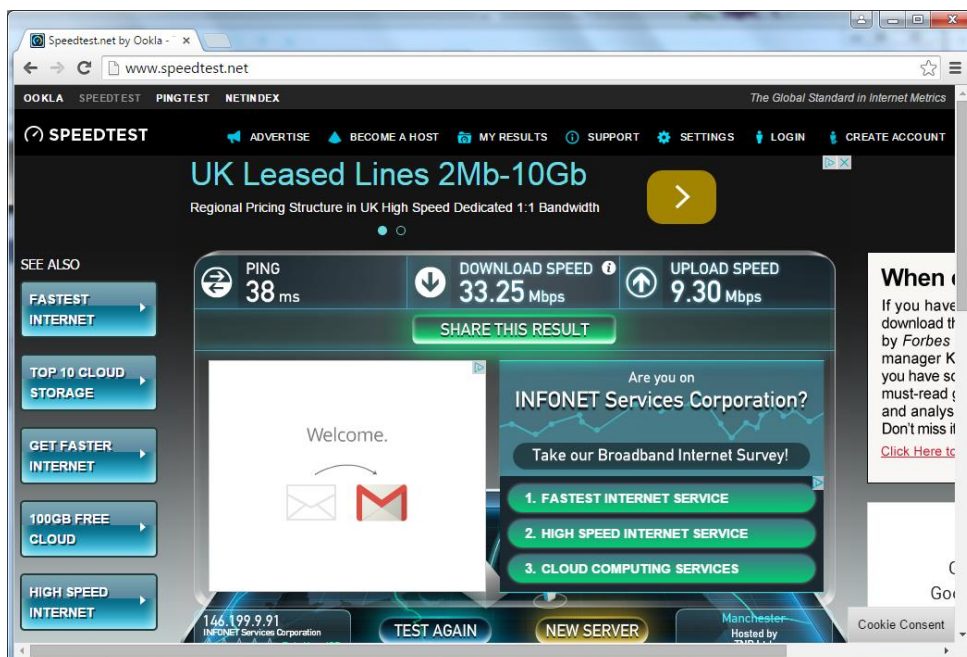 Speedtest.net by Ookla -
www.speedtest.net
OOKLA SPEEDTEST PINGTEST NETINDEX
The Global Standard in Internet Metrics
SPEEDTEST
ADVERTISE BECOME A HOST MY RESULTS SUPPORT SETTINGS LOGIN CREATE ACCOUNT
UK Leased Lines 2Mb-10Gb
Regional Pricing Structure in UK High Speed Dedicated 1:1 Bandwidth
SEE ALSO
FASTEST
INTERNET
TOP 10 CLOUD
STORAGE
GET FASTER
INTERNET
100GB FREE
CLOUD
HIGH SPEED
INTERNET
PING
38 ms
DOWNLOAD SPEED
33.25 Mbps
UPLOAD SPEED
9.30 Mbps
SHARE THIS RESULT
Welcome.
Are you on
INFONET Services Corporation?
Take our Broadband Internet Survey!
1. FASTEST INTERNET SERVICE
2. HIGH SPEED INTERNET SERVICE
3. CLOUD COMPUTING SERVICES
146.199.9.91
INFONET Services Corporation
TEST AGAIN
NEW SERVER
Manchester
Hosted by
When
If you have
download
by Forbes
manager K
you have
must-read
and analys
Don't miss
Click Here to
Cookie Consent